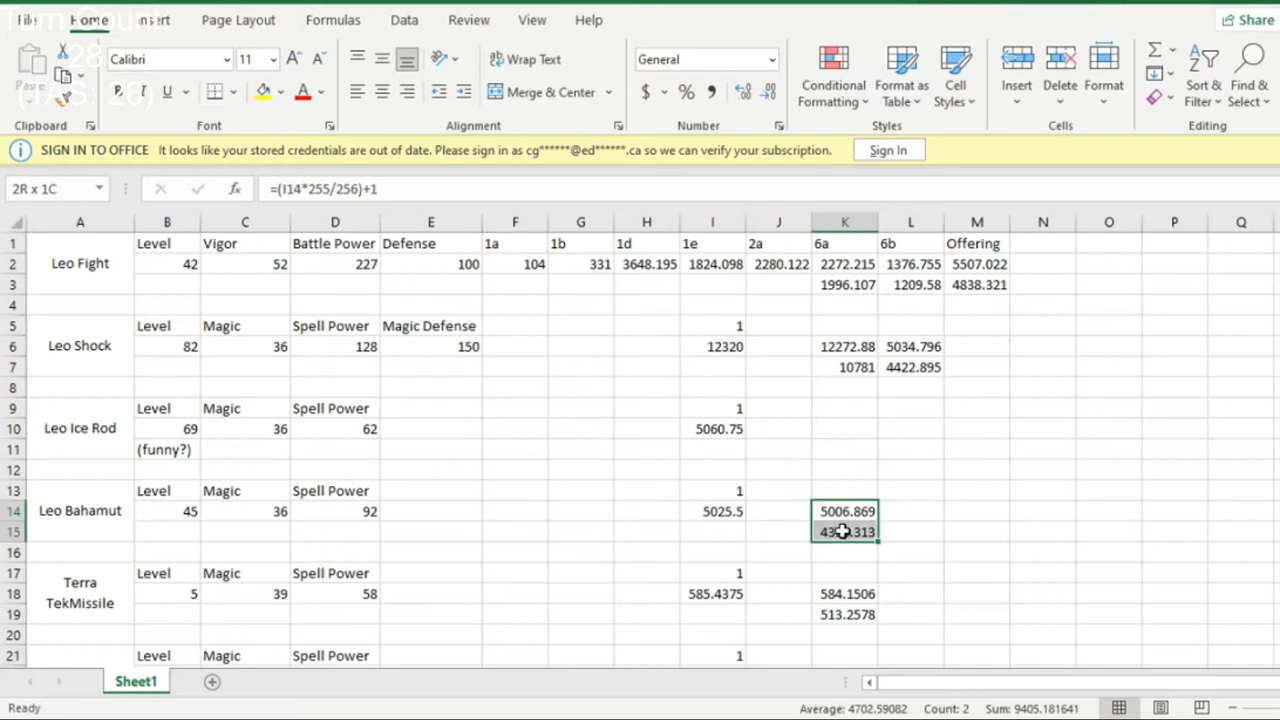 File Home Insert Page Layout Formulas Data Review View Help Share
Turn Count:
28
(TAS: 26)
Paste Calibri 11 Wrap Text General
B I U Merge & Center $ % Conditional Formatting Format as Table Cell Styles Insert Delete Format Sort & Filter Find & Select
Clipboard Font Alignment Number Styles Cells Editing
SIGN IN TO OFFICE It looks like your stored credentials are out of date. Please sign in as cg******@ed******.ca so we can verify your subscription. Sign In
2R x 1C fx =(I14*255/256)+1
A B C D E F G H I J K L M N O P Q
1 Leo Fight Level Vigor Battle Power Defense 1a 1b 1d 1e 2a 6a 6b Offering
2 42 52 227 100 104 331 3648.195 1824.098 2280.122 2272.215 1376.755 5507.022
3 1996.107 1209.58 4838.321
4
5 Leo Shock Level Magic Spell Power Magic Defense 1
6 82 36 128 150 12320 12272.88 5034.796
7 10781 4422.895
8
9 Leo Ice Rod Level Magic Spell Power 1
10 69 36 62 5060.75
11 (funny?)
12
13 Leo Bahamut Level Magic Spell Power 1
14 45 36 92 5025.5 5006.869
15
16
17 Terra TekMissile Level Magic Spell Power 1
18 5 39 58 585.4375 584.1506
19 513.2578
20
21 Level Magic Spell Power 1
Sheet1
Ready Average: 4702.59082 Count: 2 Sum: 9405.181641